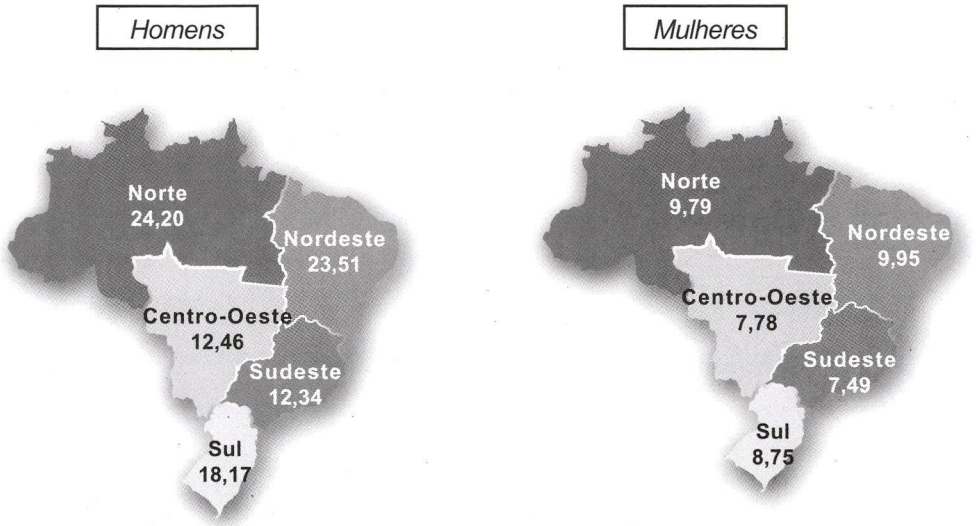 Homens
Norte
24,20
Nordeste
23,51
Centro-Oeste
12,46
Sudeste
12,34
Sul
18,17
Mulheres
Norte
9,79
Nordeste
9,95
Centro-Oeste
7,78
Sudeste
7,49
Sul
8,75